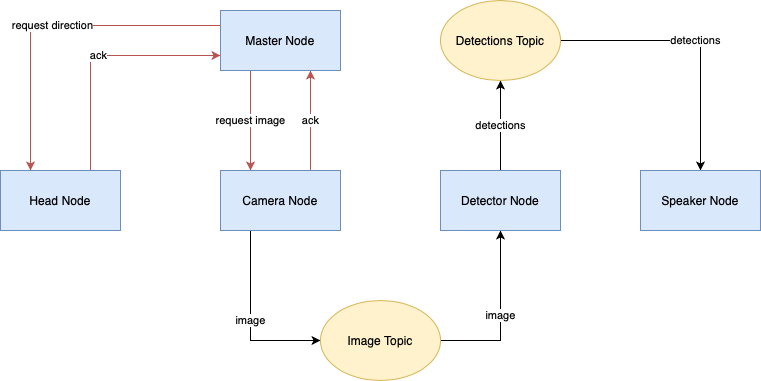 request direction
Master Node
Detections Topic
detections
ack
request image
ack
detections
Head Node
Camera Node
Detector Node
Speaker Node
image
image
Image Topic